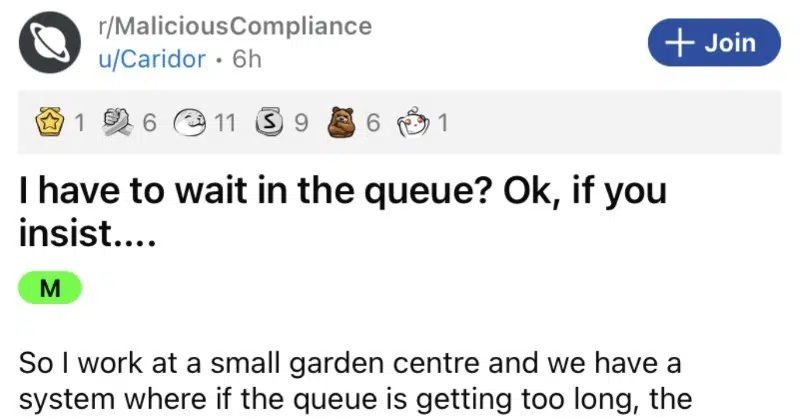 r/MaliciousCompliance
u/Caridor • 6h
+ Join
1 6 11 S 9 6 1
I have to wait in the queue? Ok, if you
insist....
M
So I work at a small garden centre and we have a
system where if the queue is getting too long, the